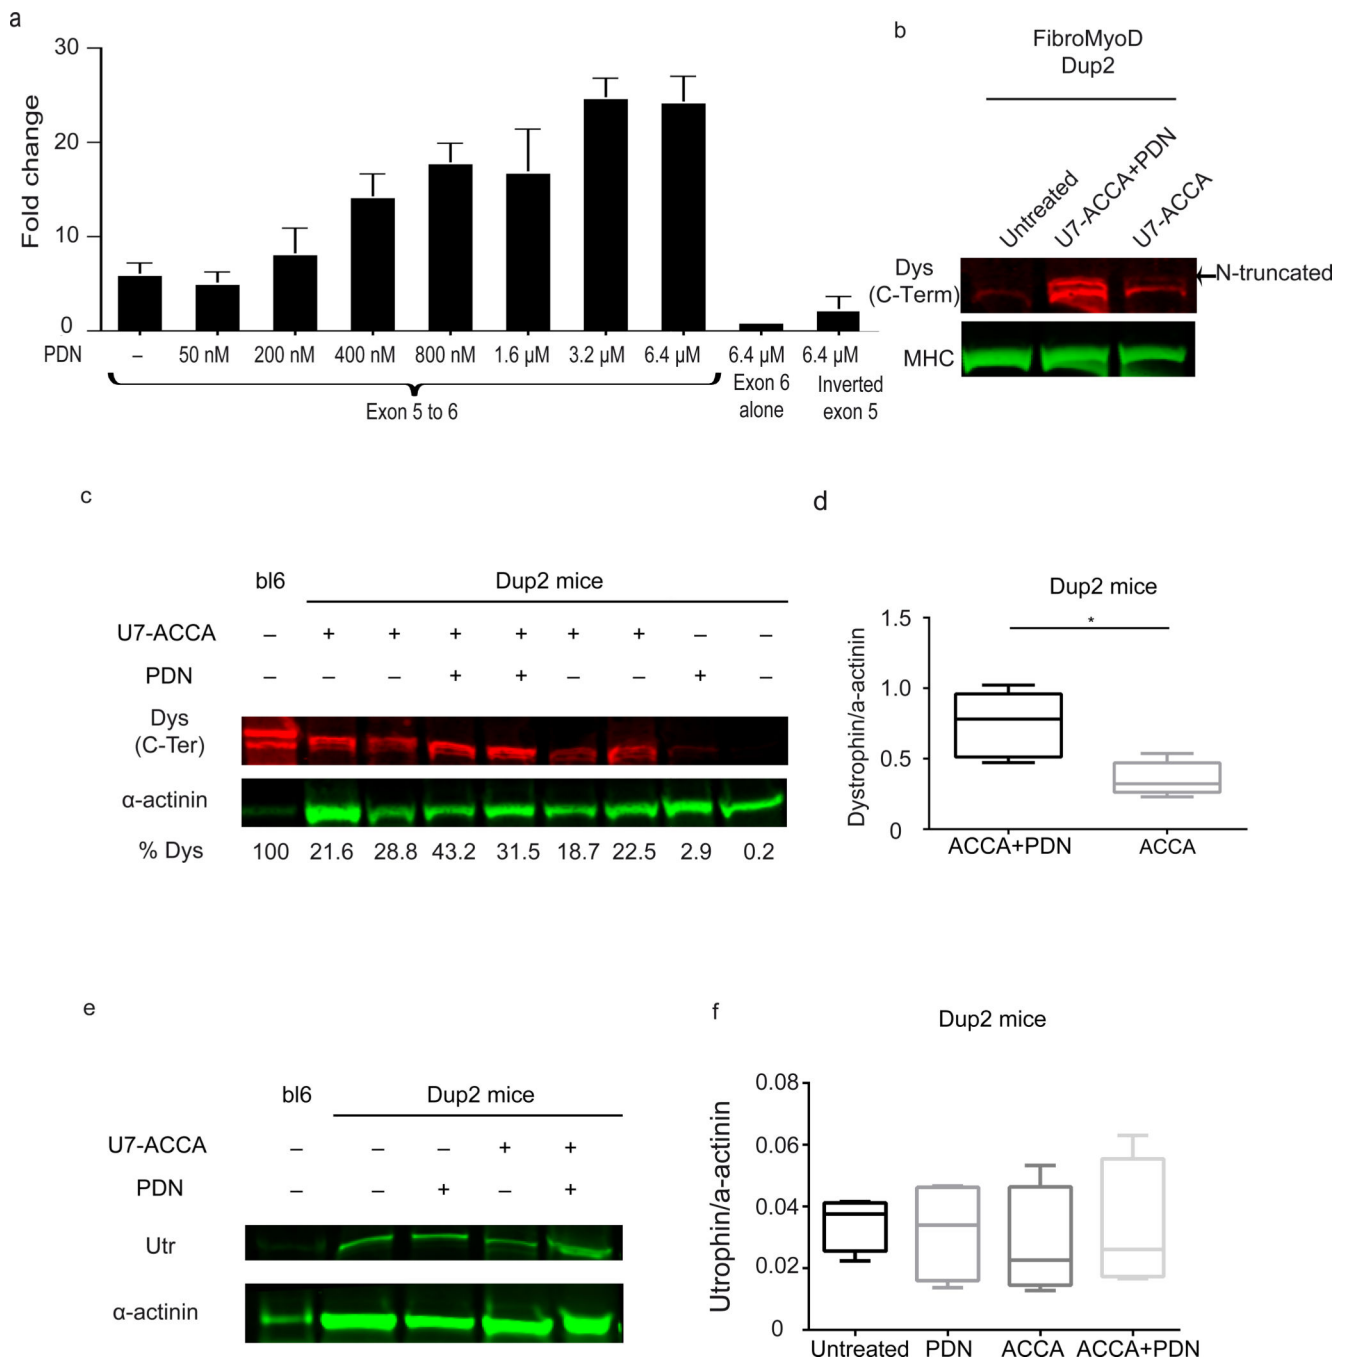 a
30
20
10
0
Fold change
PDN – 50 nM 200 nM 400 nM 800 nM 1.6 µM 3.2 µM 6.4 µM 6.4 µM 6.4 µM
Exon 5 to 6
Exon 6
alone
Inverted
exon 5
b
FibroMyoD
Dup2
Untreated
U7-ACCA+PDN
U7-ACCA
Dys
(C-Term)
N-truncated
MHC
c
bl6 Dup2 mice
U7-ACCA – + + + + + + – –
PDN – – – + + – – + –
Dys
(C-Ter)
α-actinin
% Dys 100 21.6 28.8 43.2 31.5 18.7 22.5 2.9 0.2
d
Dup2 mice
1.5
1.0
0.5
0
*
Dystrophin/a-actinin
ACCA+PDN ACCA
e
bl6 Dup2 mice
U7-ACCA – – – + +
PDN – – + – +
Utr
α-actinin
f
Dup2 mice
0.08
0.06
0.04
0.02
0
Utrophin/a-actinin
Untreated PDN ACCA ACCA+PDN